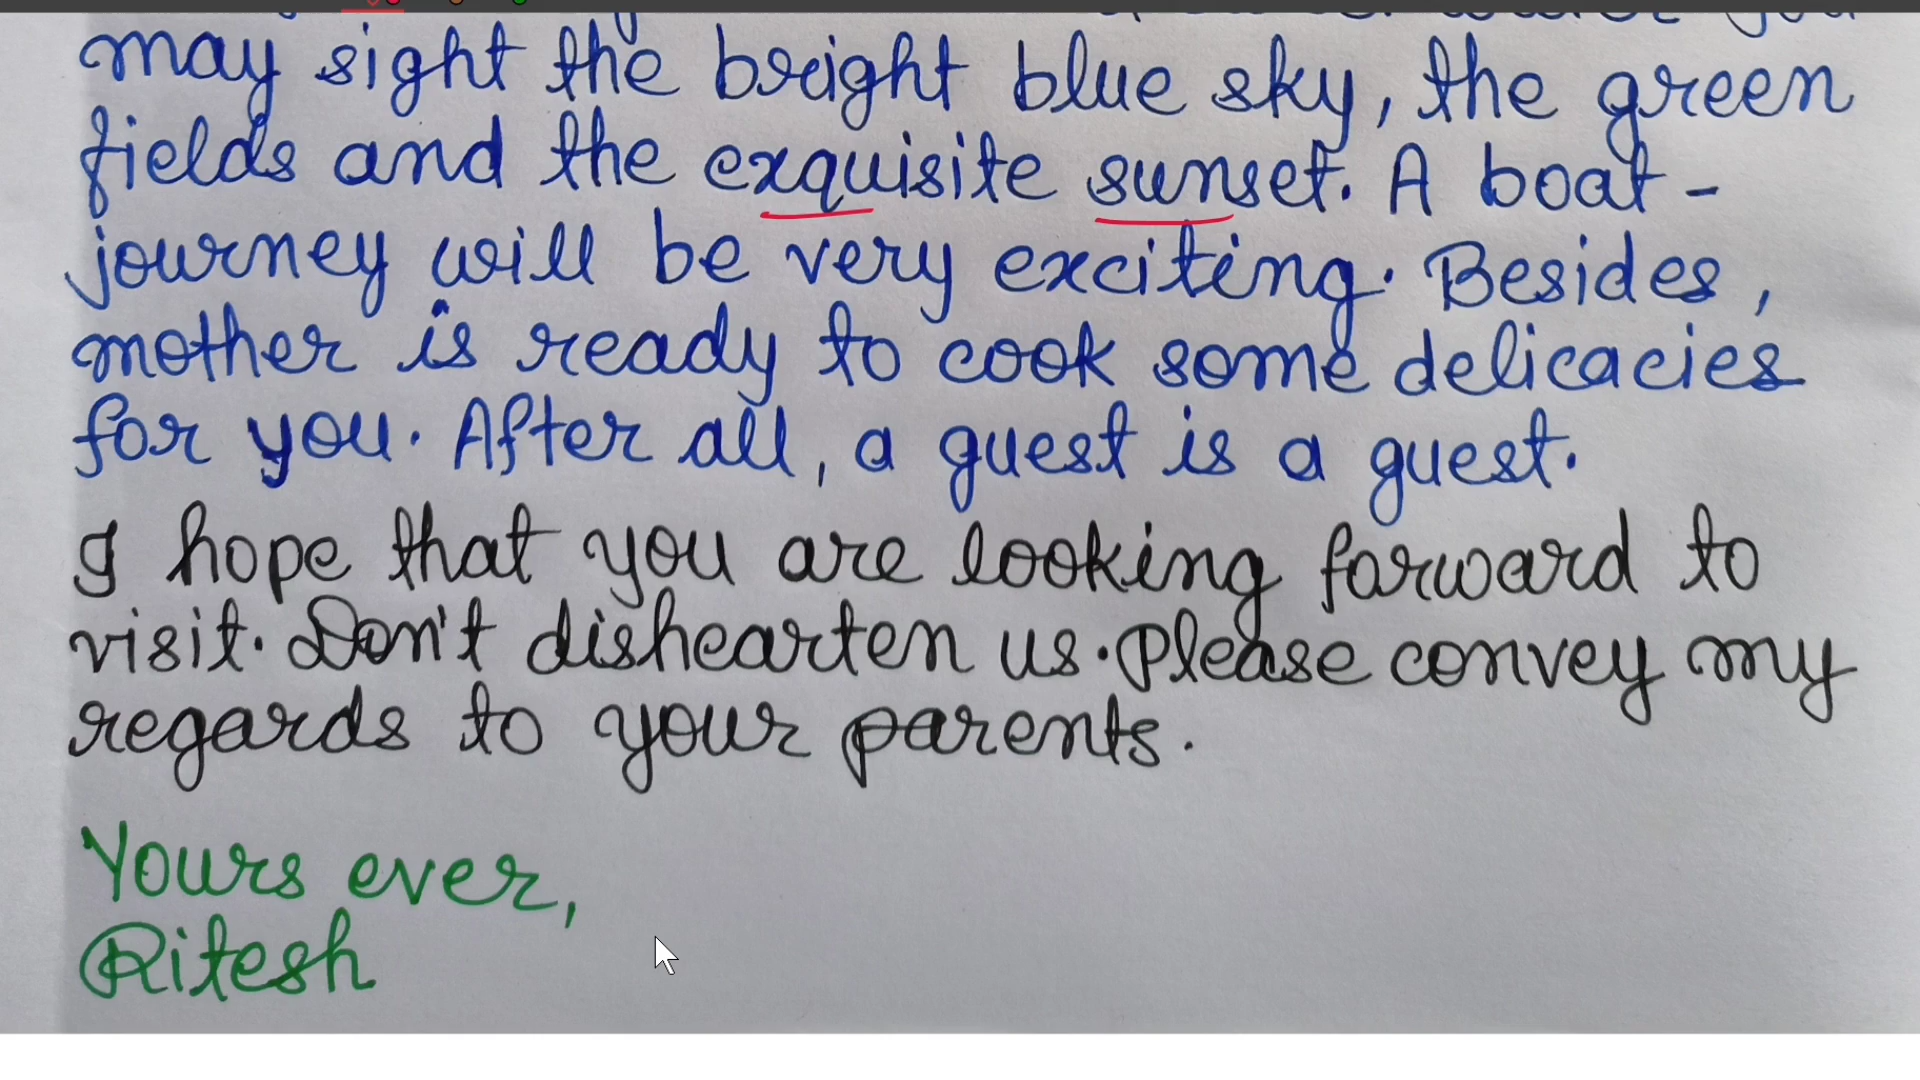 may sight the bright blue sky, the green
fields and the exquisite sunset. A boat-
journey will be very exciting. Besides,
mother is ready to cook some delicacies
for you. After all, a guest is a guest.
I hope that you are looking forward to
visit. Don't dishearten us. Please convey my
regards to your parents.
Yours ever,
Ritesh